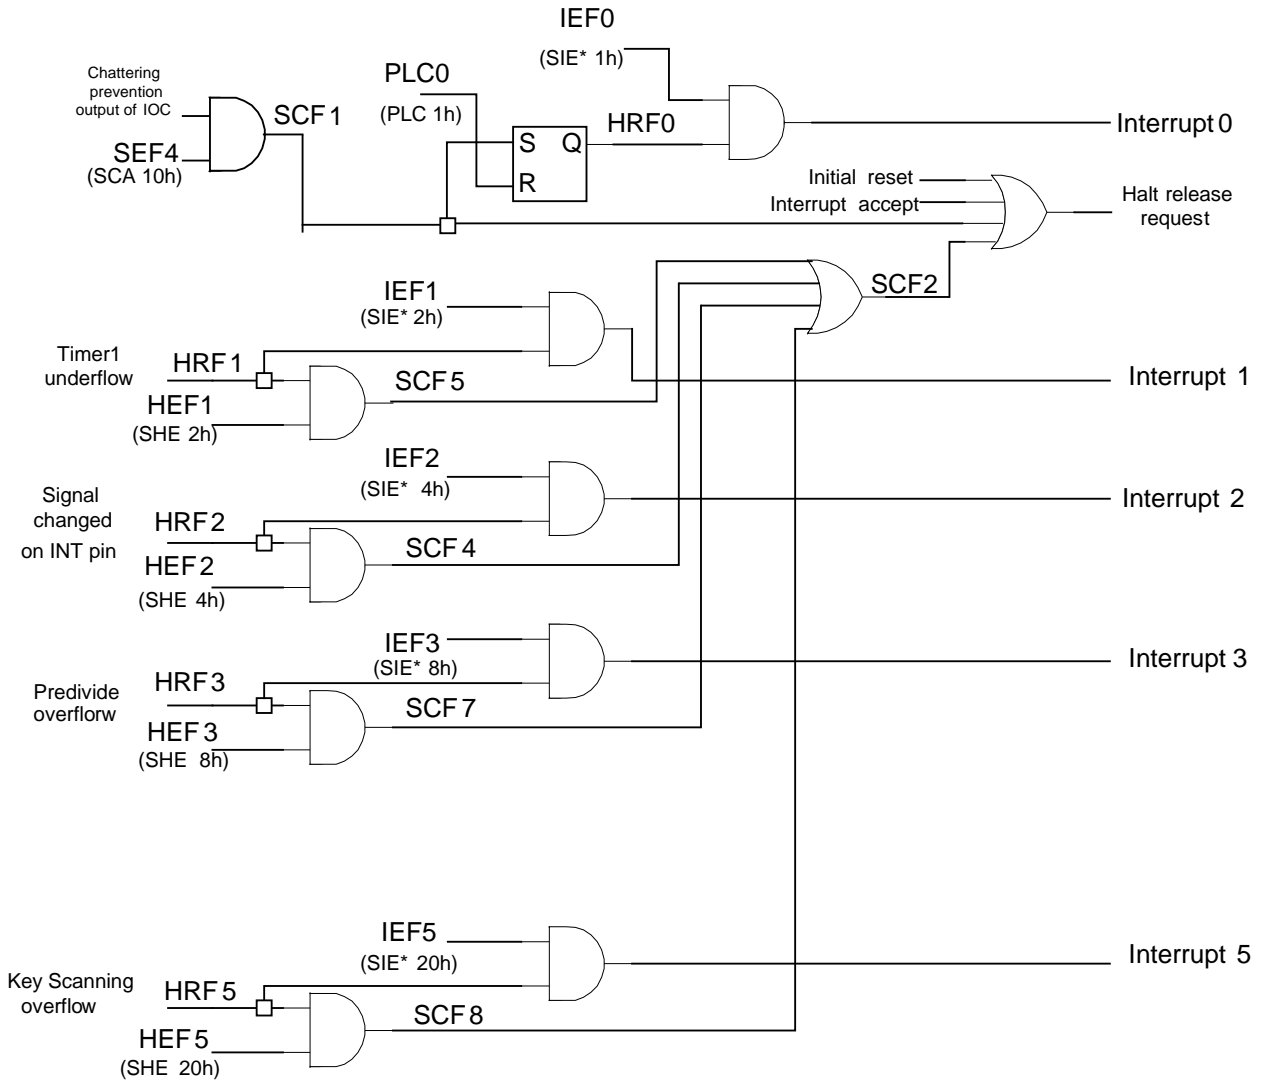 IEF0
(SIE* 1h)
Chattering
prevention
output of IOC
SCF1
SEF4
(SCA 10h)
PLC0
(PLC 1h)
S Q
R
HRF0
Interrupt 0
Initial reset
Interrupt accept
Halt release
request
SCF2
IEF1
(SIE* 2h)
Timer1
underflow
HRF1
HEF1
(SHE 2h)
SCF5
Interrupt 1
IEF2
(SIE* 4h)
Signal
changed
on INT pin
HRF2
HEF2
(SHE 4h)
SCF4
Interrupt 2
IEF3
(SIE* 8h)
Predivide
overflorw
HRF3
HEF3
(SHE 8h)
SCF7
Interrupt 3
IEF5
(SIE* 20h)
Key Scanning
overflow
HRF5
HEF5
(SHE 20h)
SCF8
Interrupt 5